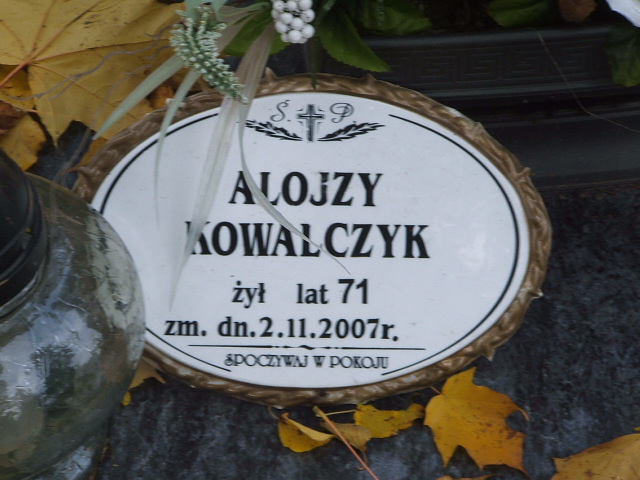 Ś. P.
ALOJZY
KOWALCZYK
żył lat 71
zm. dn. 2.11.2007r.
SPOCZYWAJ W POKOJU